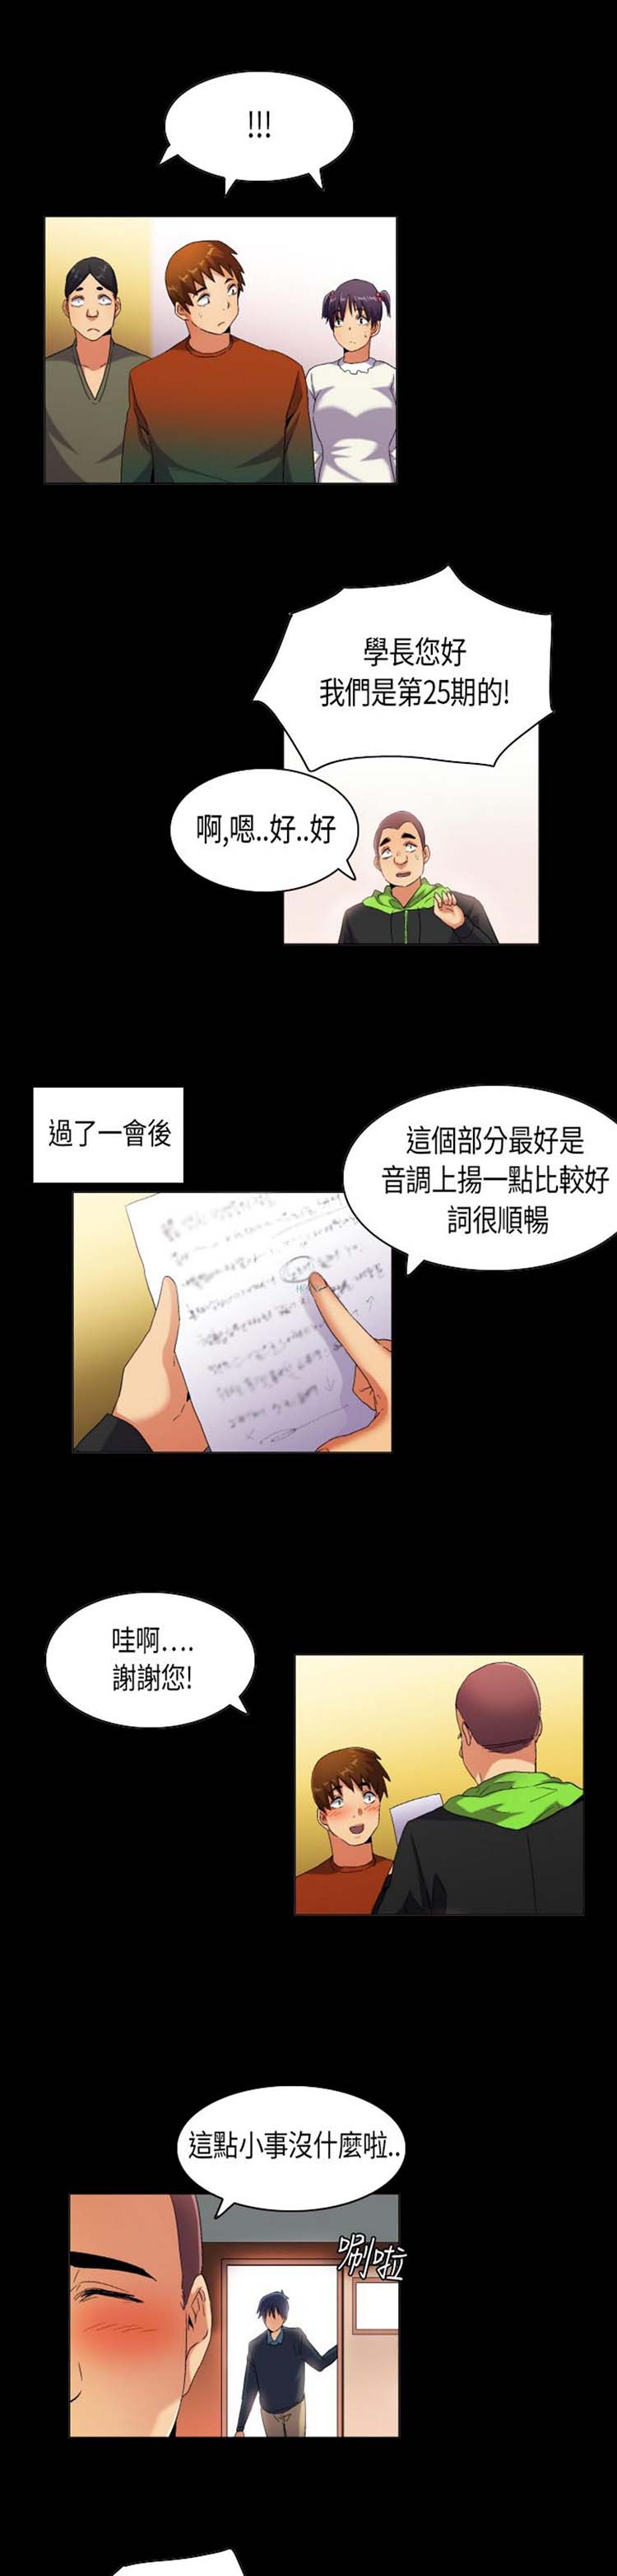 !!!
學長您好
我們是第25期的!
啊,嗯..好..好
過了一會後
這個部分最好是
音調上揚一點比較好
詞很順暢
哇啊....
謝謝您!
這點小事沒什麼啦..
唰啦